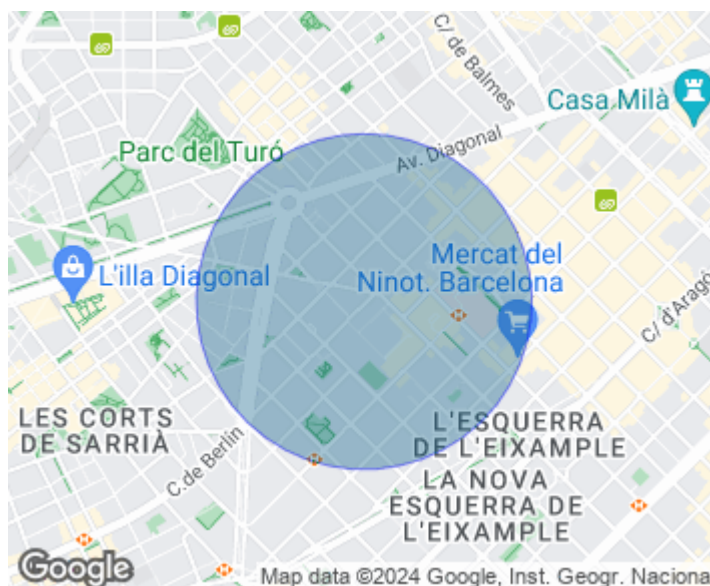 C/ de Balmes
Casa Milà
Parc del Turó
Av. Diagonal
L'illa Diagonal
Mercat del
Ninot. Barcelona
C/ d'Aragó
LES CORTS
DE SARRIÀ
L'ESQUERRA
DE L'EIXAMPLE
C.de Berlín
LA NOVA
ESQUERRA DE
L'EIXAMPLE
Google
Map data ©2024 Google, Inst. Geogr. Naciona